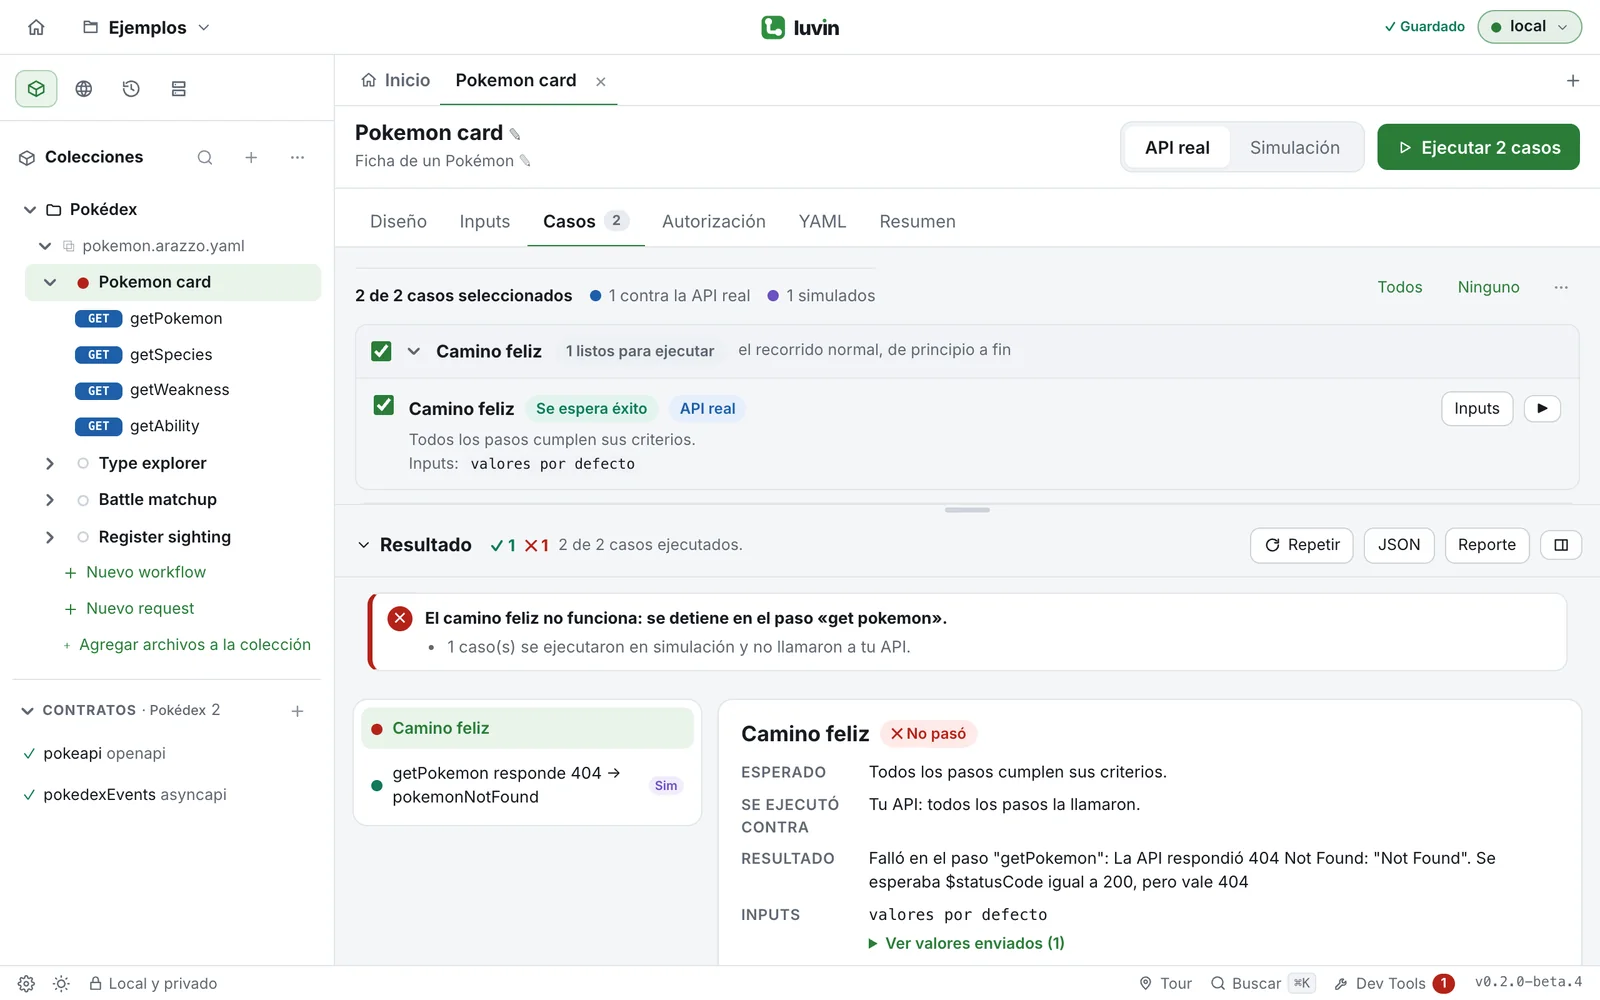 Ejemplos
luvin
Guardado
local
Inicio
Pokemon card
Colecciones
Pokédex
pokemon.arazzo.yaml
Pokemon card
GET getPokemon
GET getSpecies
GET getWeakness
GET getAbility
Type explorer
Battle matchup
Register sighting
+ Nuevo workflow
+ Nuevo request
+ Agregar archivos a la colección
CONTRATOS · Pokédex 2
pokeapi openapi
pokedexEvents asyncapi
Pokemon card
Ficha de un Pokémon
API real
Simulación
Ejecutar 2 casos
Diseño
Inputs
Casos 2
Autorización
YAML
Resumen
2 de 2 casos seleccionados
1 contra la API real
1 simulados
Todos
Ninguno
Camino feliz
1 listos para ejecutar
el recorrido normal, de principio a fin
Camino feliz
Se espera éxito
API real
Inputs
Todos los pasos cumplen sus criterios.
Inputs: valores por defecto
Resultado
1
1
2 de 2 casos ejecutados.
Repetir
JSON
Reporte
El camino feliz no funciona: se detiene en el paso «get pokemon».
• 1 caso(s) se ejecutaron en simulación y no llamaron a tu API.
Camino feliz
getPokemon responde 404 →
pokemonNotFound
Sim
Camino feliz
No pasó
ESPERADO
Todos los pasos cumplen sus criterios.
SE EJECUTÓ
CONTRA
Tu API: todos los pasos la llamaron.
RESULTADO
Falló en el paso "getPokemon": La API respondió 404 Not Found: "Not Found". Se
esperaba $statusCode igual a 200, pero vale 404
INPUTS
valores por defecto
Ver valores enviados (1)
Local y privado
Tour
Buscar ⌘K
Dev Tools 1
v0.2.0-beta.4